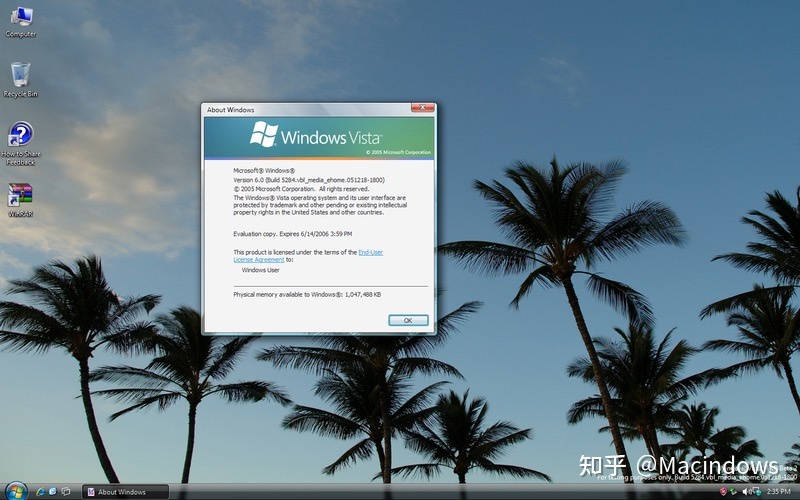 Computer
Recycle Bin
How to Share
Feedback
WinRAR
About Windows
Windows Vista™
© 2005 Microsoft Corporation
Microsoft® Windows®
Version 6.0 (Build 5284.vbl_media_ehome.051218-1800)
© 2005 Microsoft Corporation. All rights reserved.
The Windows® Vista operating system and its user interface are
protected by trademark and other pending or existing intellectual
property rights in the United States and other countries.
Evaluation copy. Expires 6/14/2006 3:59 PM
This product is licensed under the terms of the End-User
License Agreement to:
Windows User
Physical memory available to Windows®: 1,047,488 KB
OK
知乎 @Macindows
For testing purposes only. Build 5284.vbl_media_ehome.051218-1800
About Windows
2:35 PM